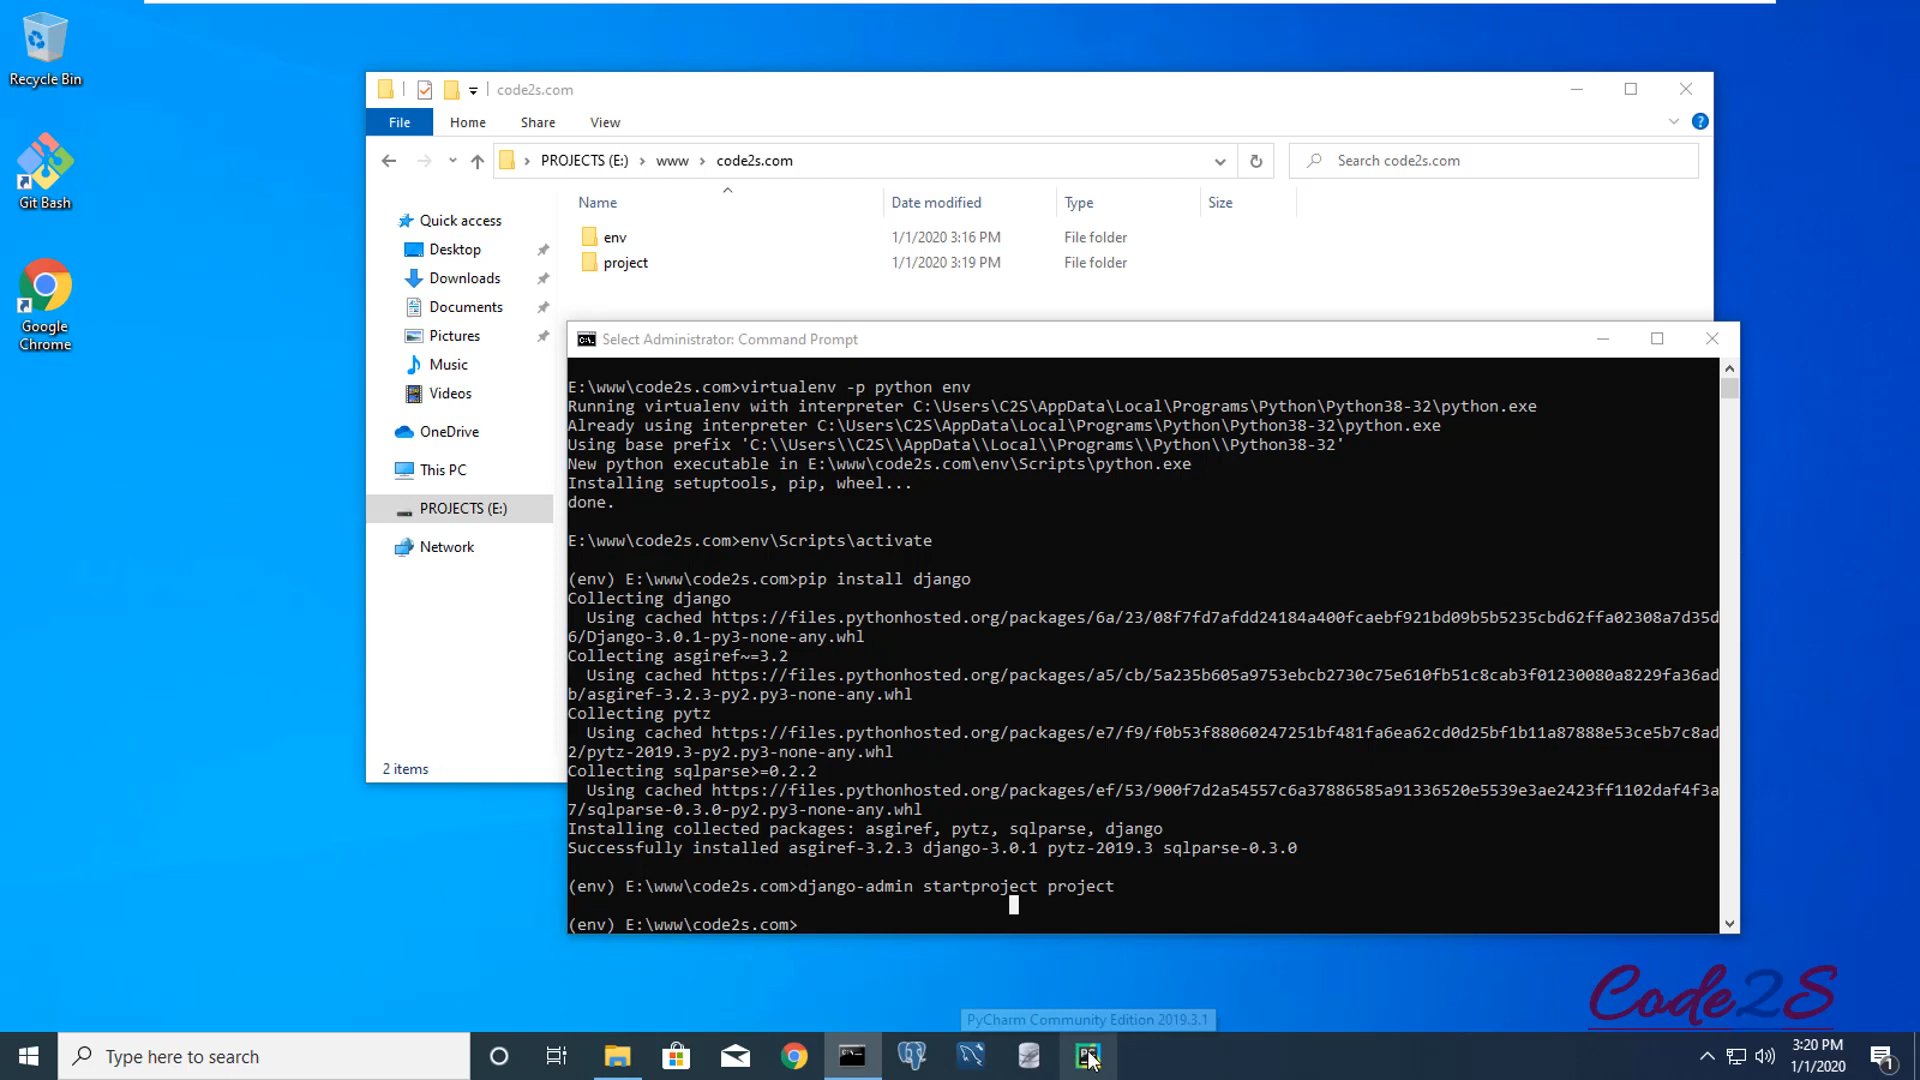 Recycle Bin
Git Bash
Google
Chrome
code2s.com
File
Home
Share
View
PROJECTS (E:) > www > code2s.com
Search code2s.com
Name
Date modified
Type
Size
env
1/1/2020 3:16 PM
File folder
project
1/1/2020 3:19 PM
File folder
Quick access
Desktop
Downloads
Documents
Pictures
Music
Videos
OneDrive
This PC
PROJECTS (E:)
Network
2 items
Select Administrator: Command Prompt
E:\www\code2s.com>virtualenv -p python env
Running virtualenv with interpreter C:\Users\C2S\AppData\Local\Programs\Python\Python38-32\python.exe
Already using interpreter C:\Users\C2S\AppData\Local\Programs\Python\Python38-32\python.exe
Using base prefix 'C:\\Users\\C2S\\AppData\\Local\\Programs\\Python\\Python38-32'
New python executable in E:\www\code2s.com\env\Scripts\python.exe
Installing setuptools, pip, wheel...
done.
E:\www\code2s.com>env\Scripts\activate
(env) E:\www\code2s.com>pip install django
Collecting django
Using cached https://files.pythonhosted.org/packages/6a/23/08f7fd7afdd24184a400fcaebf921bd09b5b5235cbd62ffa02308a7d35d
6/Django-3.0.1-py3-none-any.whl
Collecting asgiref~=3.2
Using cached https://files.pythonhosted.org/packages/a5/cb/5a235b605a9753ebcb2730c75e610fb51c8cab3f01230080a8229fa36ad
b/asgiref-3.2.3-py2.py3-none-any.whl
Collecting pytz
Using cached https://files.pythonhosted.org/packages/e7/f9/f0b53f88060247251bf481fa6ea62cd0d25bf1b11a87888e53ce5b7c8ad
2/pytz-2019.3-py2.py3-none-any.whl
Collecting sqlparse>=0.2.2
Using cached https://files.pythonhosted.org/packages/ef/53/900f7d2a54557c6a37886585a91336520e5539e3ae2423ff1102daf4f3a
7/sqlparse-0.3.0-py2.py3-none-any.whl
Installing collected packages: asgiref, pytz, sqlparse, django
Successfully installed asgiref-3.2.3 django-3.0.1 pytz-2019.3 sqlparse-0.3.0
(env) E:\www\code2s.com>django-admin startproject project
(env) E:\www\code2s.com>
Code2S
PyCharm Community Edition 2019.3.1
Type here to search
3:20 PM
1/1/2020
1